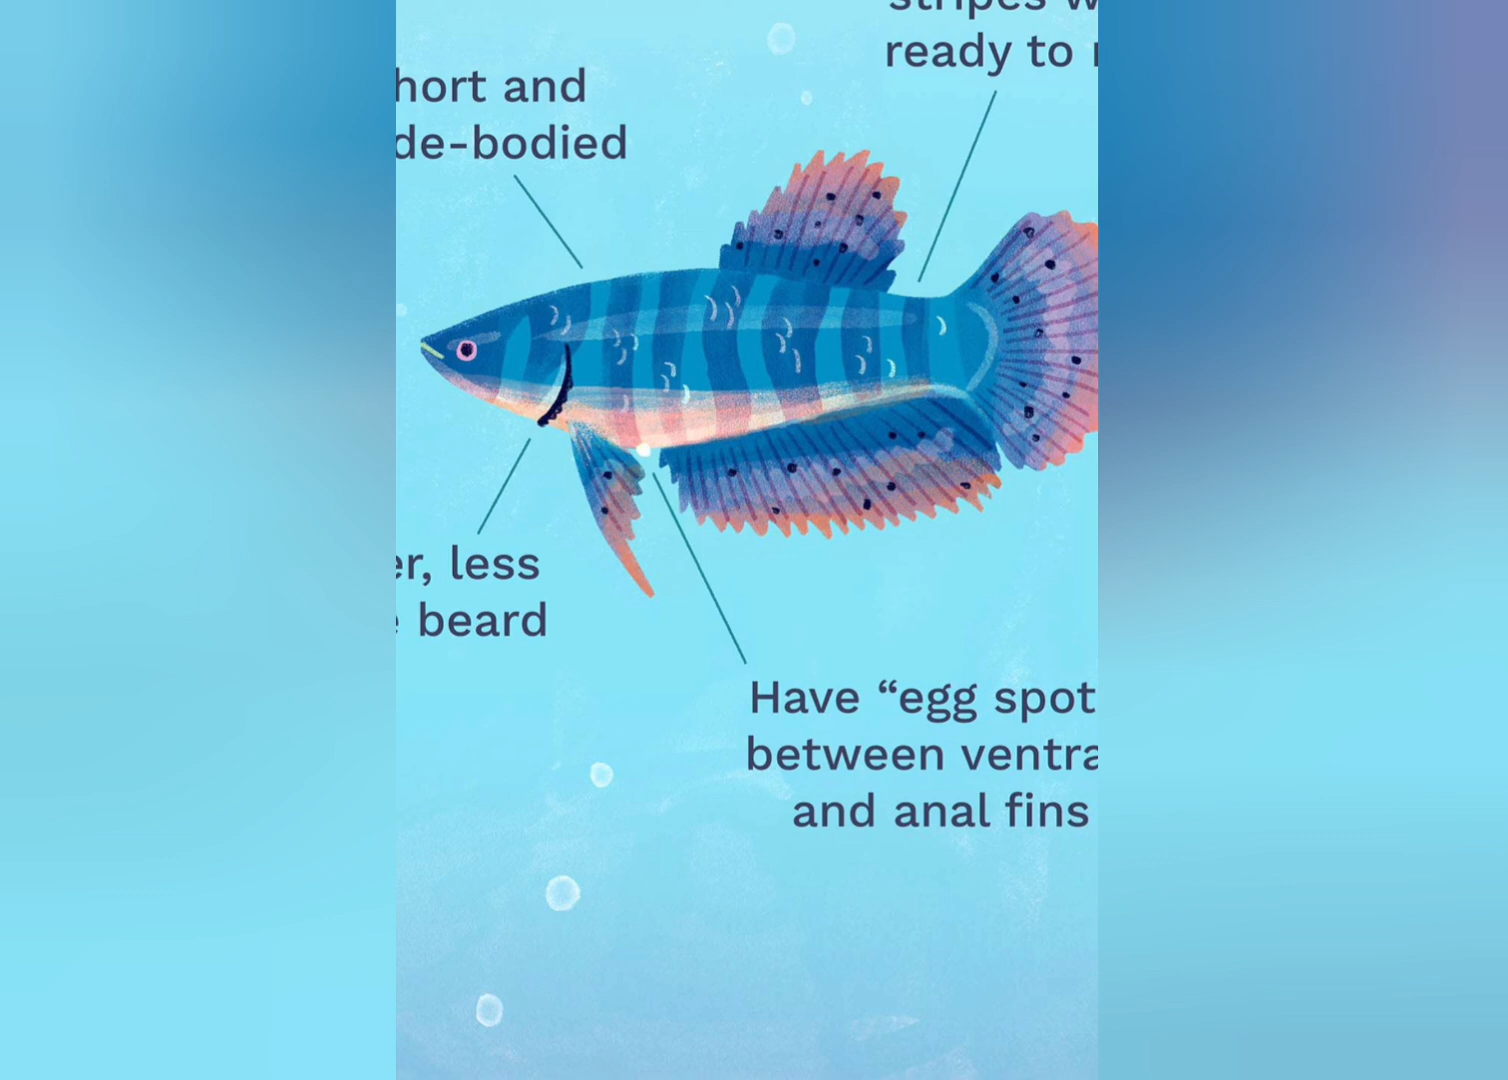 ready to
hort and
de-bodied
er, less
beard
Have “egg spot
between ventra
and anal fins